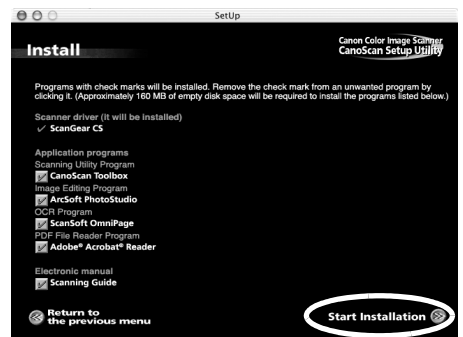 SetUp
Install
Canon Color Image Scanner
CanoScan Setup Utility
Programs with check marks will be installed. Remove the check mark from an unwanted program by
clicking it. (Approximately 160 MB of empty disk space will be required to install the programs listed below.)
Scanner driver (it will be installed)
ScanGear CS
Application programs
Scanning Utility Program
CanoScan Toolbox
Image Editing Program
ArcSoft PhotoStudio
OCR Program
ScanSoft OmniPage
PDF File Reader Program
Adobe® Acrobat® Reader
Electronic manual
Scanning Guide
Return to
the previous menu
Start Installation